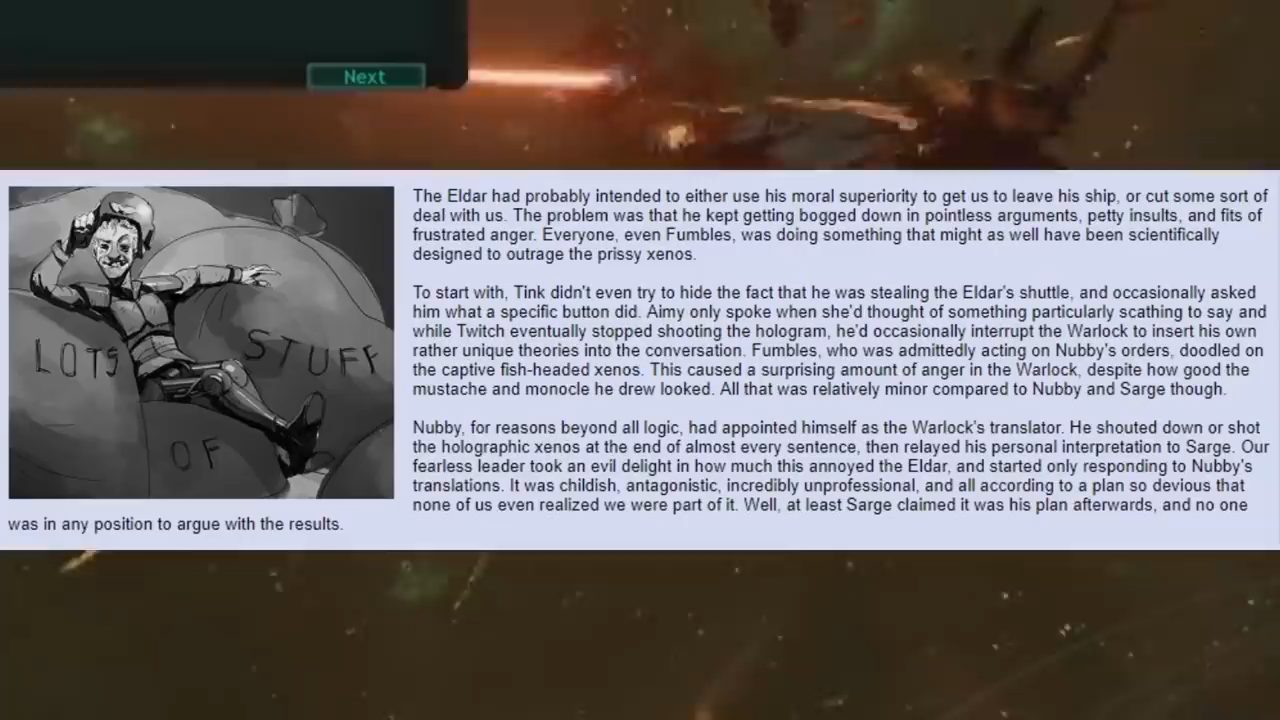 Next
The Eldar had probably intended to either use his moral superiority to get us to leave his ship, or cut some sort of
deal with us. The problem was that he kept getting bogged down in pointless arguments, petty insults, and fits of
frustrated anger. Everyone, even Fumbles, was doing something that might as well have been scientifically
designed to outrage the prissy xenos.
To start with, Tink didn't even try to hide the fact that he was stealing the Eldar's shuttle, and occasionally asked
him what a specific button did. Aimy only spoke when she'd thought of something particularly scathing to say and
while Twitch eventually stopped shooting the hologram, he'd occasionally interrupt the Warlock to insert his own
rather unique theories into the conversation. Fumbles, who was admittedly acting on Nubby's orders, doodled on
the captive fish-headed xenos. This caused a surprising amount of anger in the Warlock, despite how good the
mustache and monocle he drew looked. All that was relatively minor compared to Nubby and Sarge though.
Nubby, for reasons beyond all logic, had appointed himself as the Warlock's translator. He shouted down or shot
the holographic xenos at the end of almost every sentence, then relayed his personal interpretation to Sarge. Our
fearless leader took an evil delight in how much this annoyed the Eldar, and started only responding to Nubby's
translations. It was childish, antagonistic, incredibly unprofessional, and all according to a plan so devious that
none of us even realized we were part of it. Well, at least Sarge claimed it was his plan afterwards, and no one
was in any position to argue with the results.
LOTS
OF
STUFF